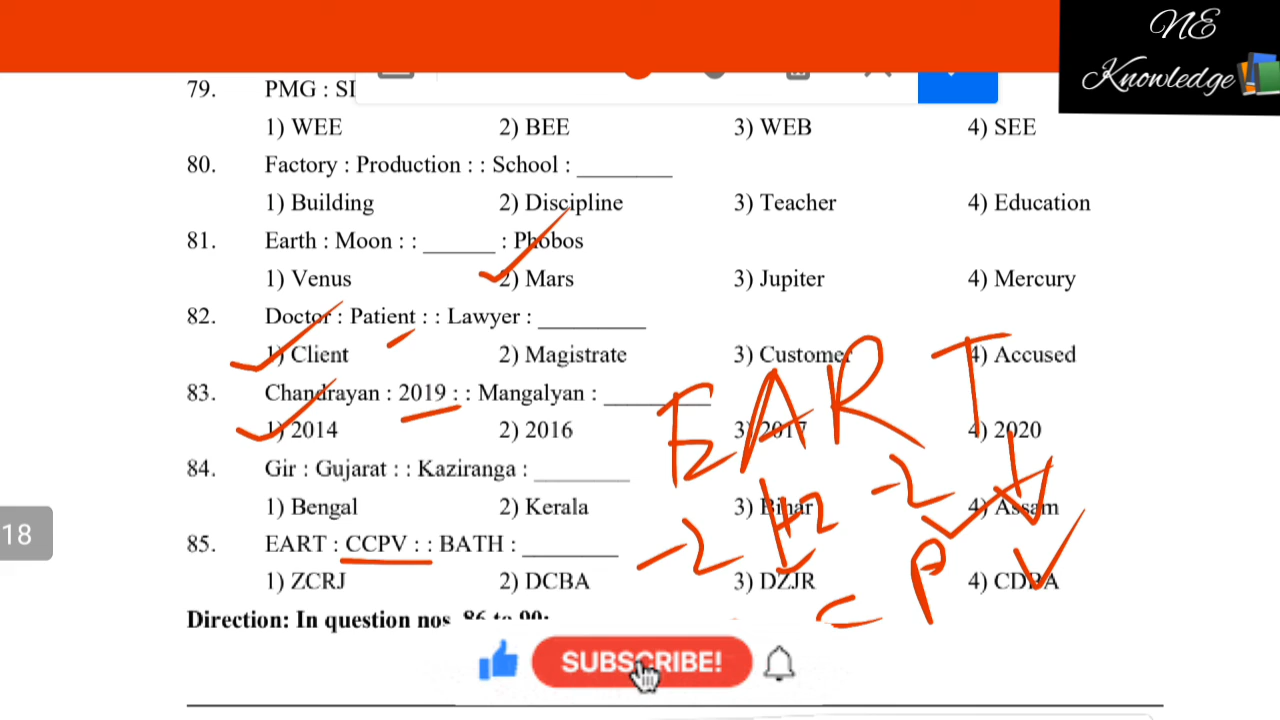 NE
Knowledge
79. PMG : SI
1) WEE 2) BEE 3) WEB 4) SEE
80. Factory : Production : : School : ________
1) Building 2) Discipline 3) Teacher 4) Education
81. Earth : Moon : : ______ : Phobos
1) Venus 2) Mars 3) Jupiter 4) Mercury
82. Doctor : Patient : : Lawyer : _________
1) Client 2) Magistrate 3) Customer 4) Accused
83. Chandrayan : 2019 : : Mangalyan : _________
1) 2014 2) 2016 3) 2017 4) 2020
EART
84. Gir : Gujarat : : Kaziranga : ________
1) Bengal 2) Kerala 3) Bihar 4) Assam
-2 +2 -2
85. EART : CCPV : : BATH : ________
1) ZCRJ 2) DCBA 3) DZJR 4) CDBA
C P V
18
Direction: In question nos
SUBSCRIBE!